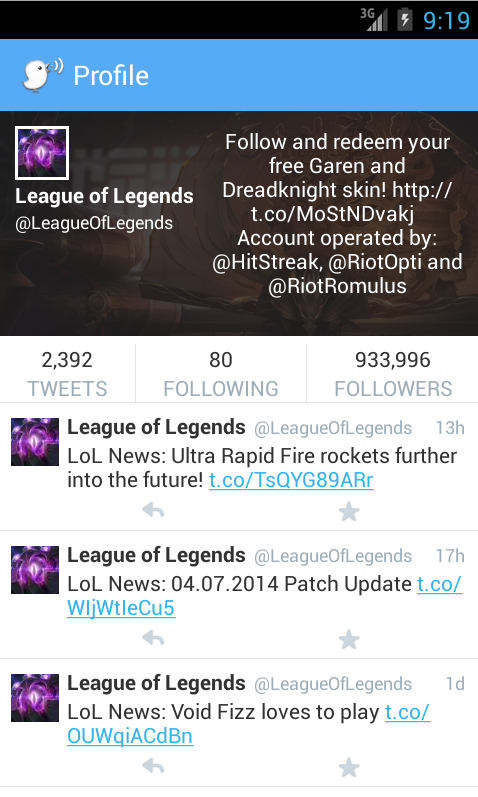 3G 9:19
Profile
League of Legends
@LeagueOfLegends
Follow and redeem your
free Garen and
Dreadknight skin! http://
t.co/MoStNDvakj
Account operated by:
@HitStreak, @RiotOpti and
@RiotRomulus
2,392 80 933,996
TWEETS FOLLOWING FOLLOWERS
League of Legends @LeagueOfLegends 13h
LoL News: Ultra Rapid Fire rockets further
into the future! t.co/TsQYG89ARr
League of Legends @LeagueOfLegends 17h
LoL News: 04.07.2014 Patch Update t.co/
WIjWtIeCu5
League of Legends @LeagueOfLegends 1d
LoL News: Void Fizz loves to play t.co/
OUWqiACdBn